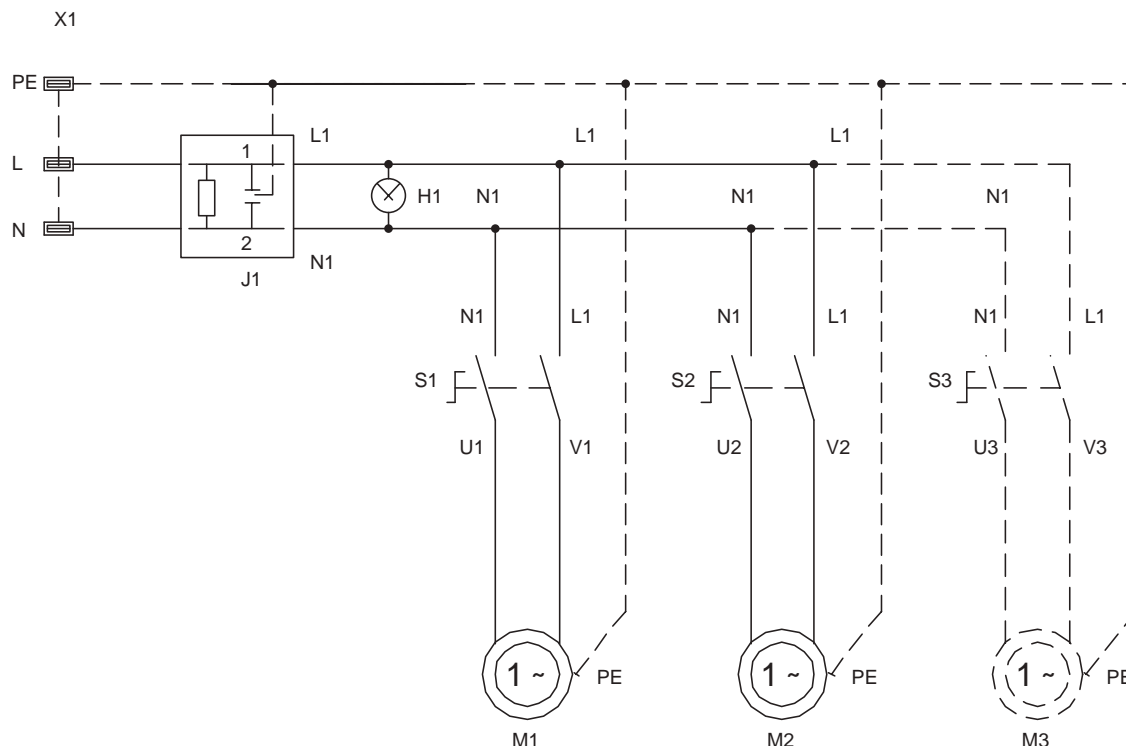 X1
PE
L1 L1 L1
L 1
H1 N1 N1 N1
N 2
N1
J1
N1 L1 N1 L1 N1 L1
S1 S2 S3
U1 V1 U2 V2 U3 V3
1 ~ 1 ~ 1 ~
PE PE PE
M1 M2 M3